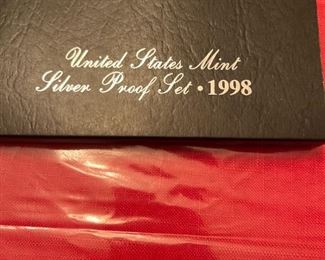 United States Mint
Silver Proof Set • 1998